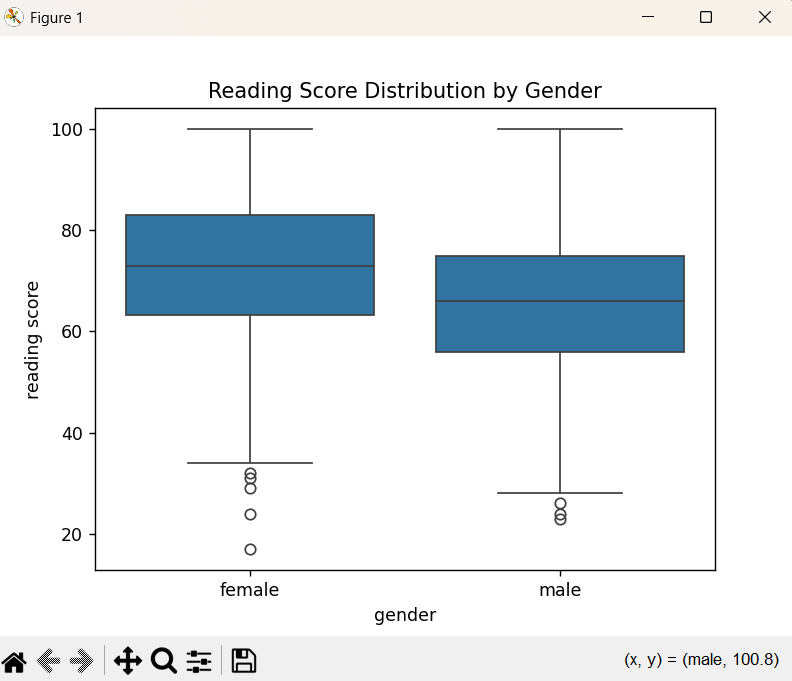 Figure 1
Reading Score Distribution by Gender
100
80
60
40
20
reading score
female male
gender
(x, y) = (male, 100.8)